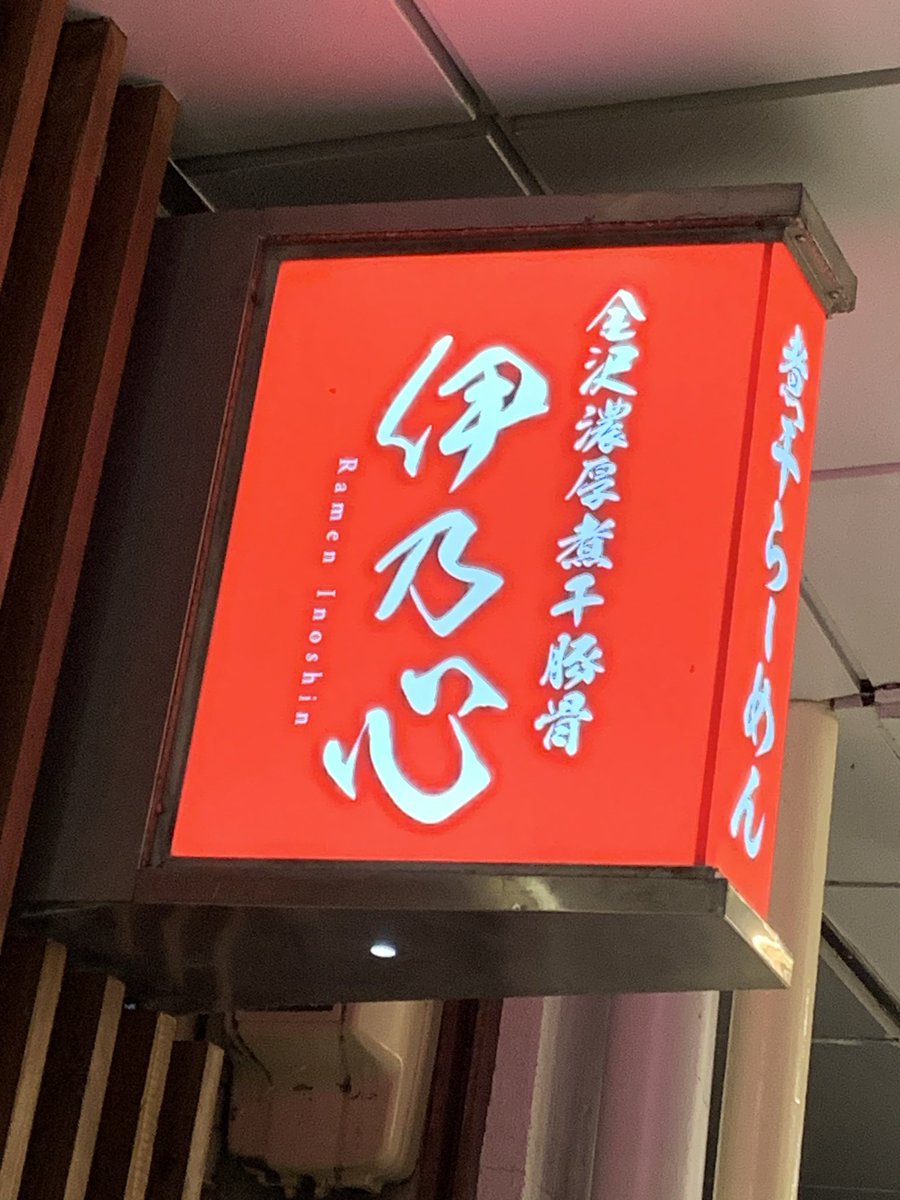 金沢濃厚煮干豚骨
伊乃心
Ramen Inoshin
煮干らーめん